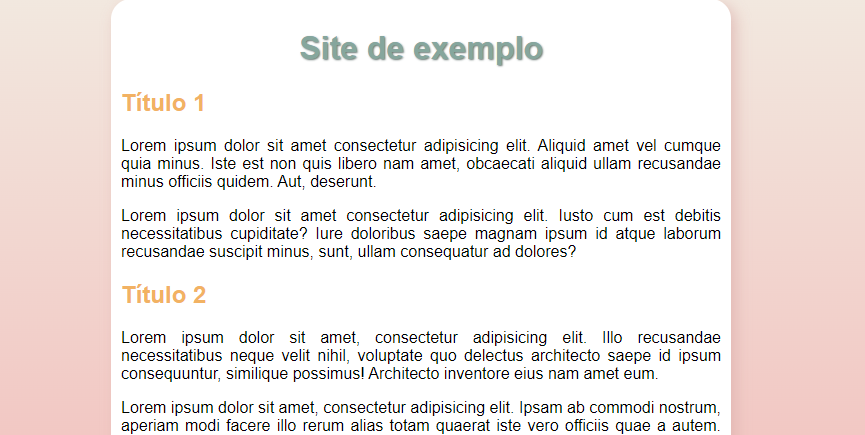 Site de exemplo
Título 1
Lorem ipsum dolor sit amet consectetur adipisicing elit. Aliquid amet vel cumque
quia minus. Iste est non quis libero nam amet, obcaecati aliquid ullam recusandae
minus officiis quidem. Aut, deserunt.
Lorem ipsum dolor sit amet consectetur adipisicing elit. Iusto cum est debitis
necessitatibus cupiditate? Iure doloribus saepe magnam ipsum id atque laborum
recusandae suscipit minus, sunt, ullam consequatur ad dolores?
Título 2
Lorem ipsum dolor sit amet, consectetur adipisicing elit. Illo recusandae
necessitatibus neque velit nihil, voluptate quo delectus architecto saepe id ipsum
consequuntur, similique possimus! Architecto inventore eius nam amet eum.
Lorem ipsum dolor sit amet, consectetur adipisicing elit. Ipsam ab commodi nostrum,
aperiam modi facere illo rerum alias totam quaerat iste vero officiis quae a autem.